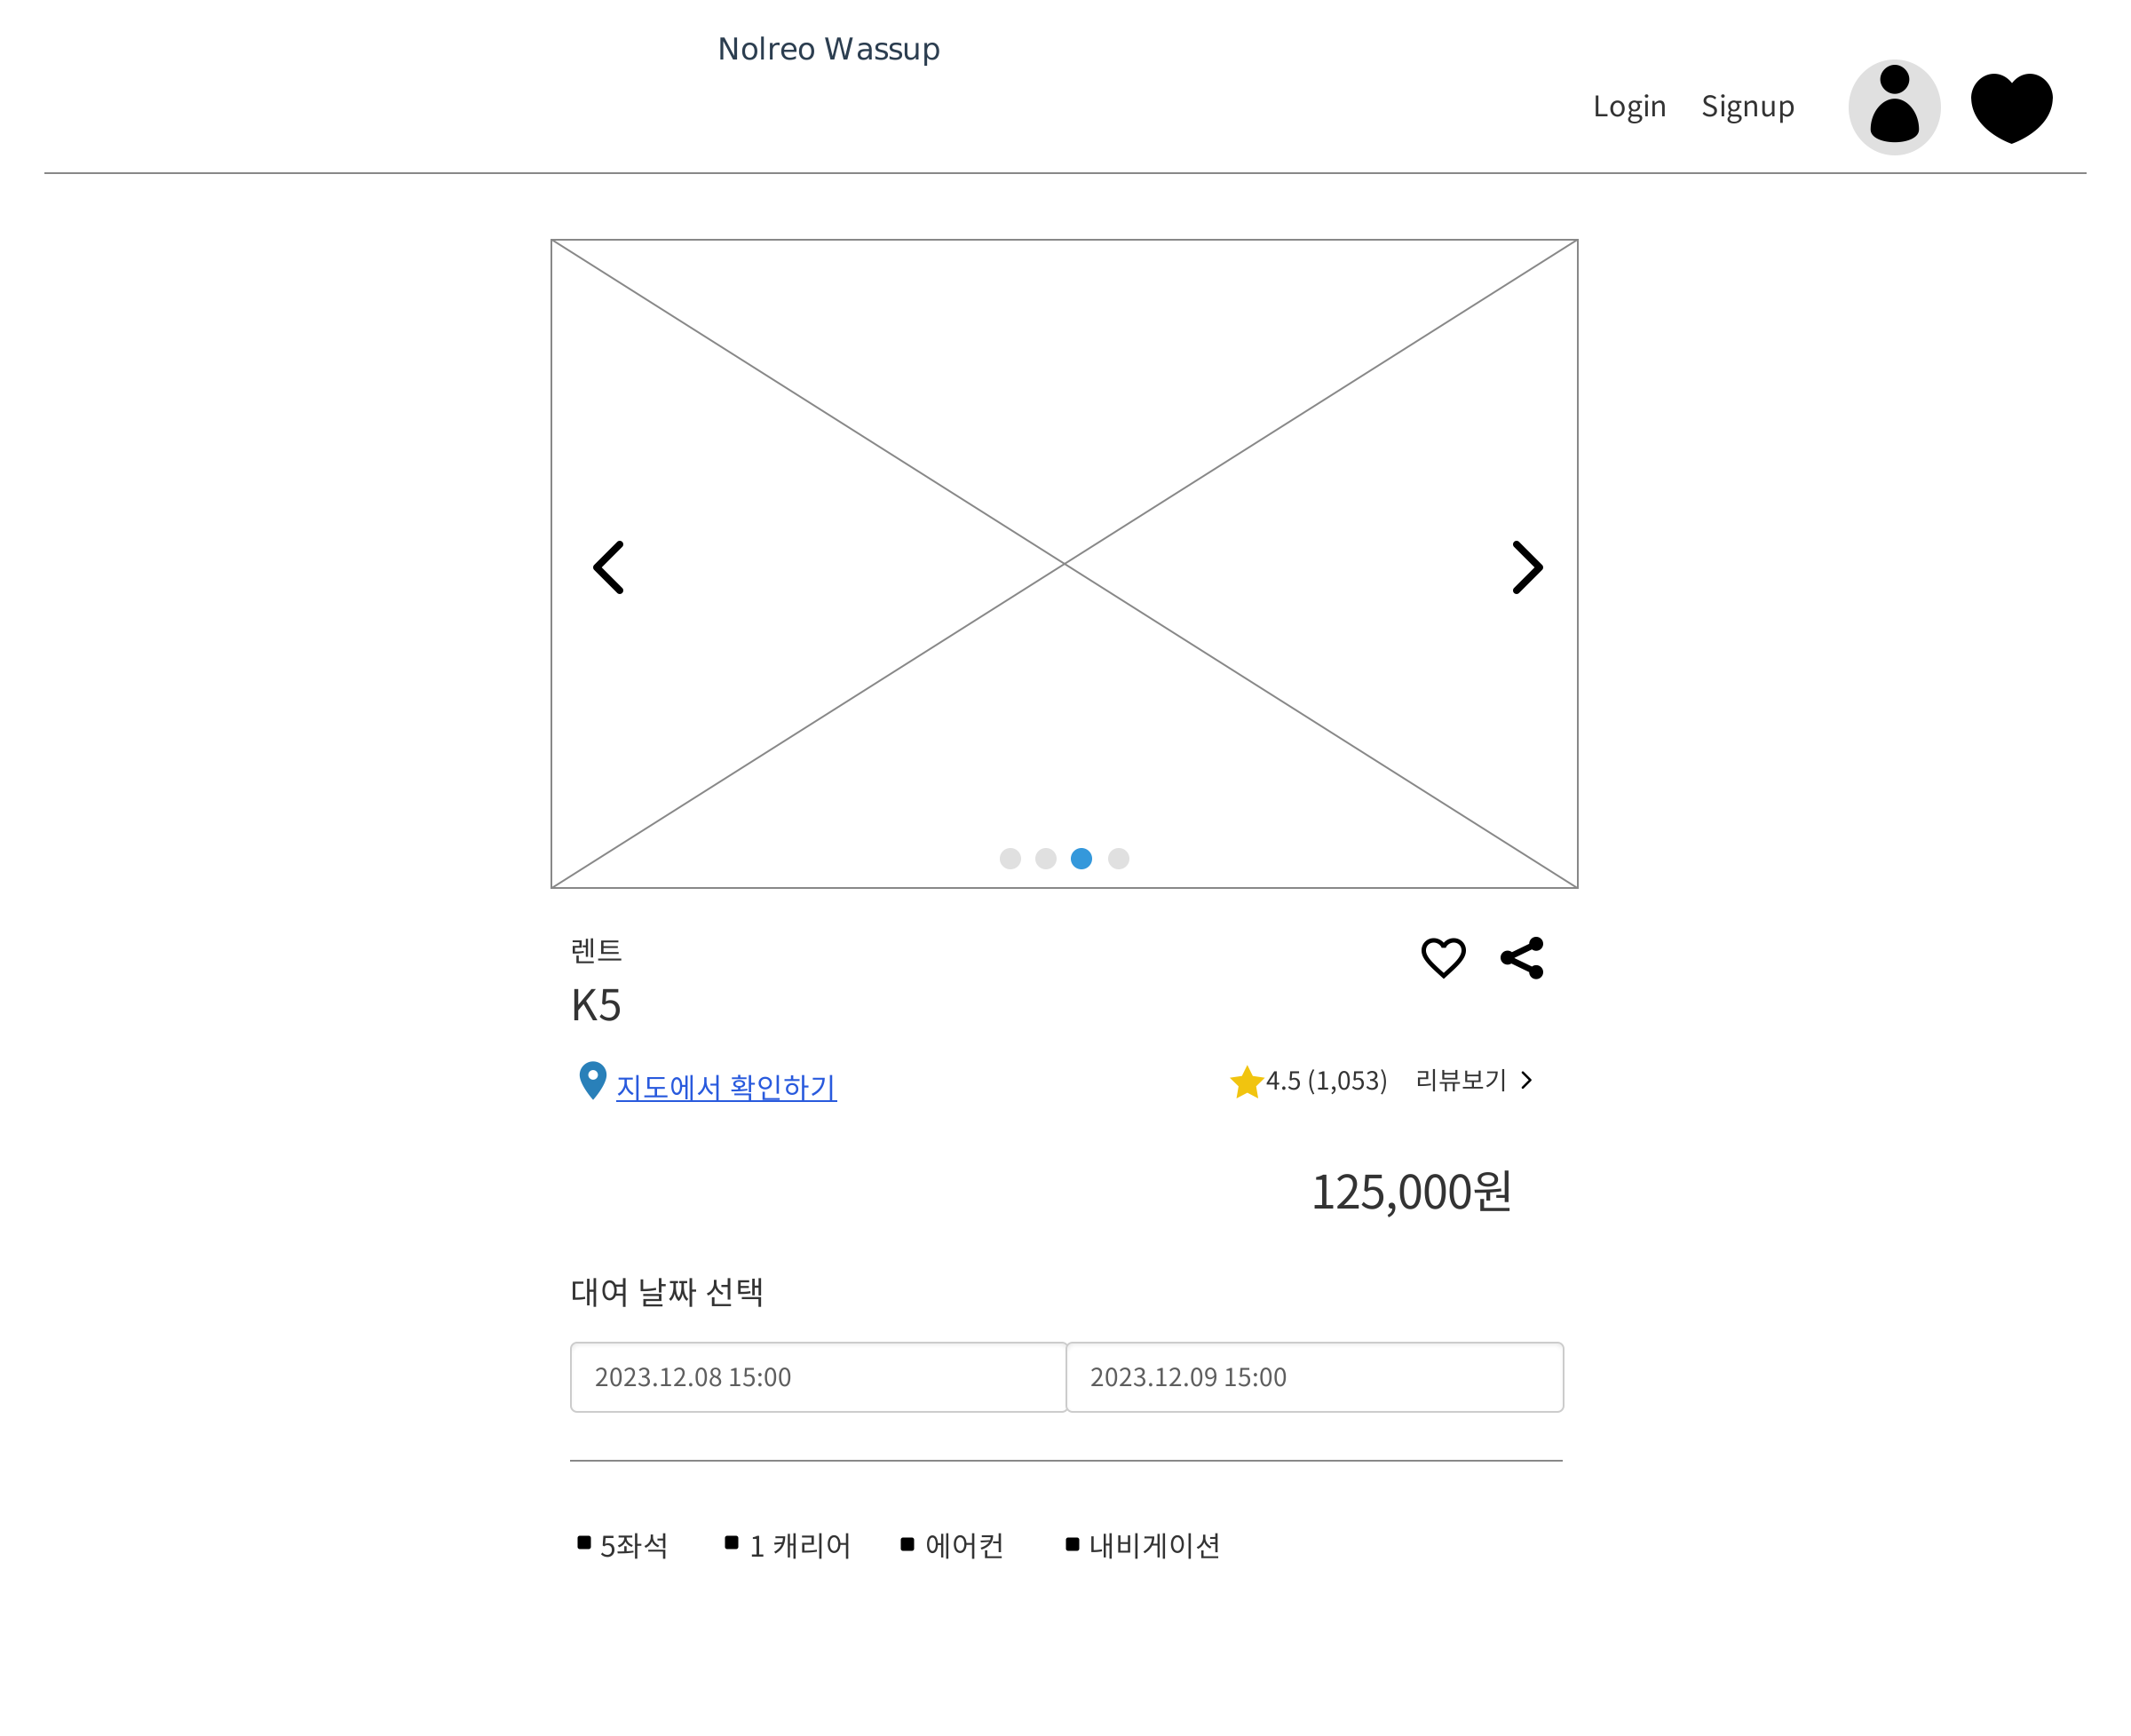 Nolreo Wassup
Login Signup
렌트
K5
지도에서 확인하기
4.5 (1,053) 리뷰보기
125,000원
대여 날짜 선택
2023.12.08 15:00 2023.12.09 15:00
5좌석 1 캐리어 에어컨 내비게이션